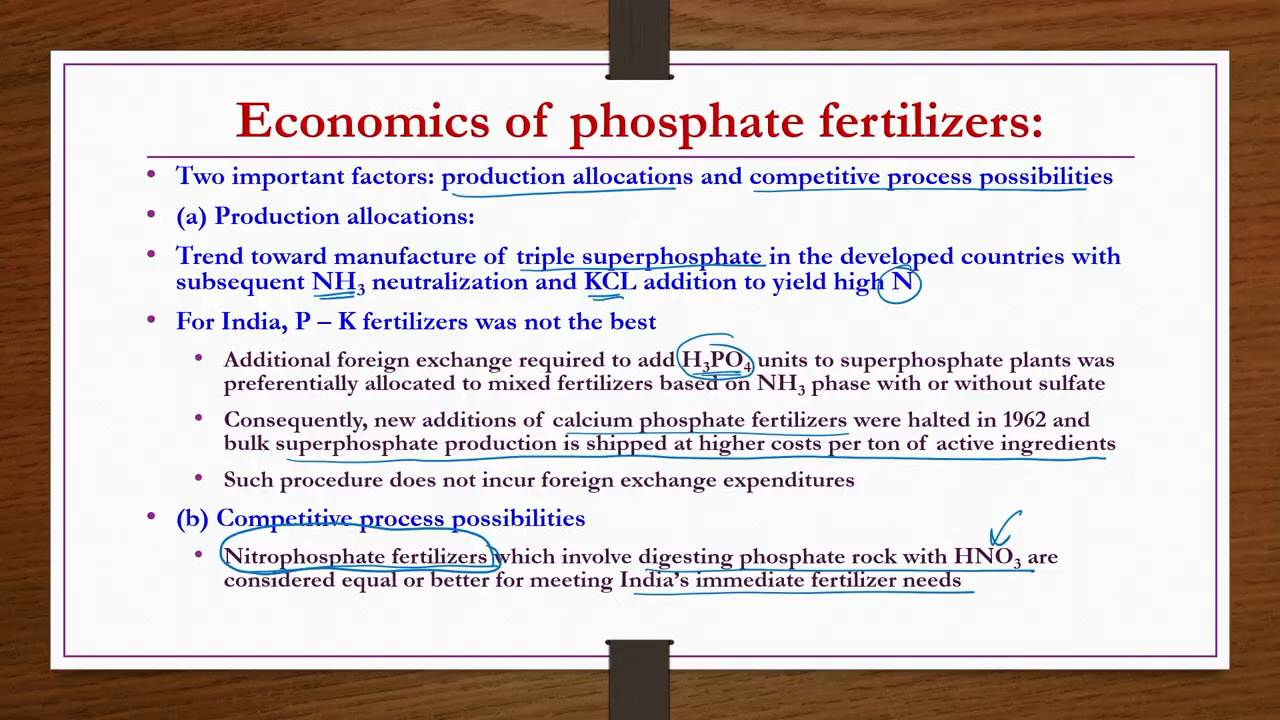 Economics of phosphate fertilizers:
• Two important factors: production allocations and competitive process possibilities
• (a) Production allocations:
• Trend toward manufacture of triple superphosphate in the developed countries with
subsequent NH₃ neutralization and KCL addition to yield high N
• For India, P – K fertilizers was not the best
• Additional foreign exchange required to add H₃PO₄ units to superphosphate plants was
preferentially allocated to mixed fertilizers based on NH₃ phase with or without sulfate
• Consequently, new additions of calcium phosphate fertilizers were halted in 1962 and
bulk superphosphate production is shipped at higher costs per ton of active ingredients
• Such procedure does not incur foreign exchange expenditures
• (b) Competitive process possibilities
• Nitrophosphate fertilizers which involve digesting phosphate rock with HNO₃ are
considered equal or better for meeting India's immediate fertilizer needs